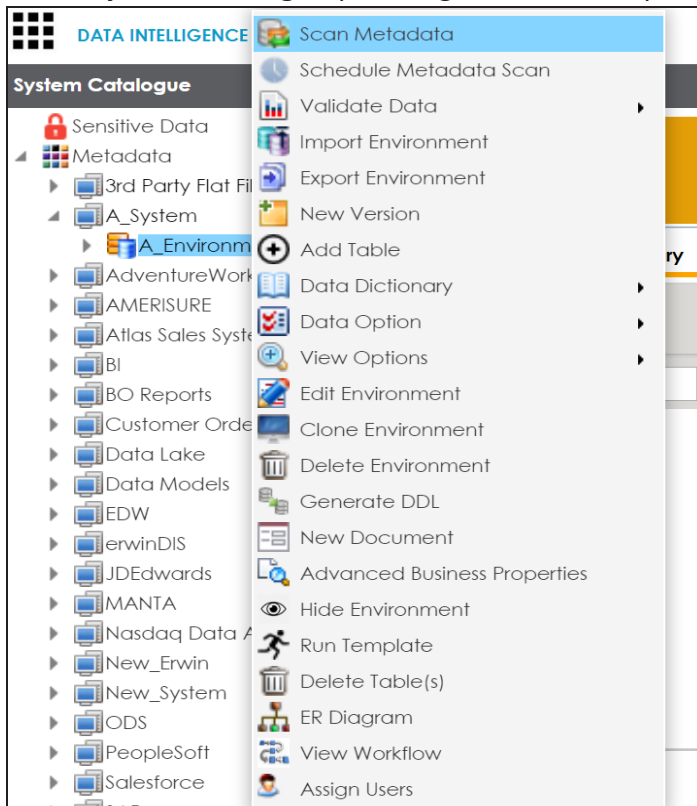 DATA INTELLIGENCE
System Catalogue
Sensitive Data
Metadata
3rd Party Flat Fi
A_System
A_Environm
AdventureWork
AMERISURE
Atlas Sales Syste
BI
BO Reports
Customer Orde
Data Lake
Data Models
EDW
erwinDIS
JDEdwards
MANTA
Nasdaq Data A
New_Erwin
New_System
ODS
PeopleSoft
Salesforce
Scan Metadata
Schedule Metadata Scan
Validate Data
Import Environment
Export Environment
New Version
Add Table
Data Dictionary
Data Option
View Options
Edit Environment
Clone Environment
Delete Environment
Generate DDL
New Document
Advanced Business Properties
Hide Environment
Run Template
Delete Table(s)
ER Diagram
View Workflow
Assign Users
ry